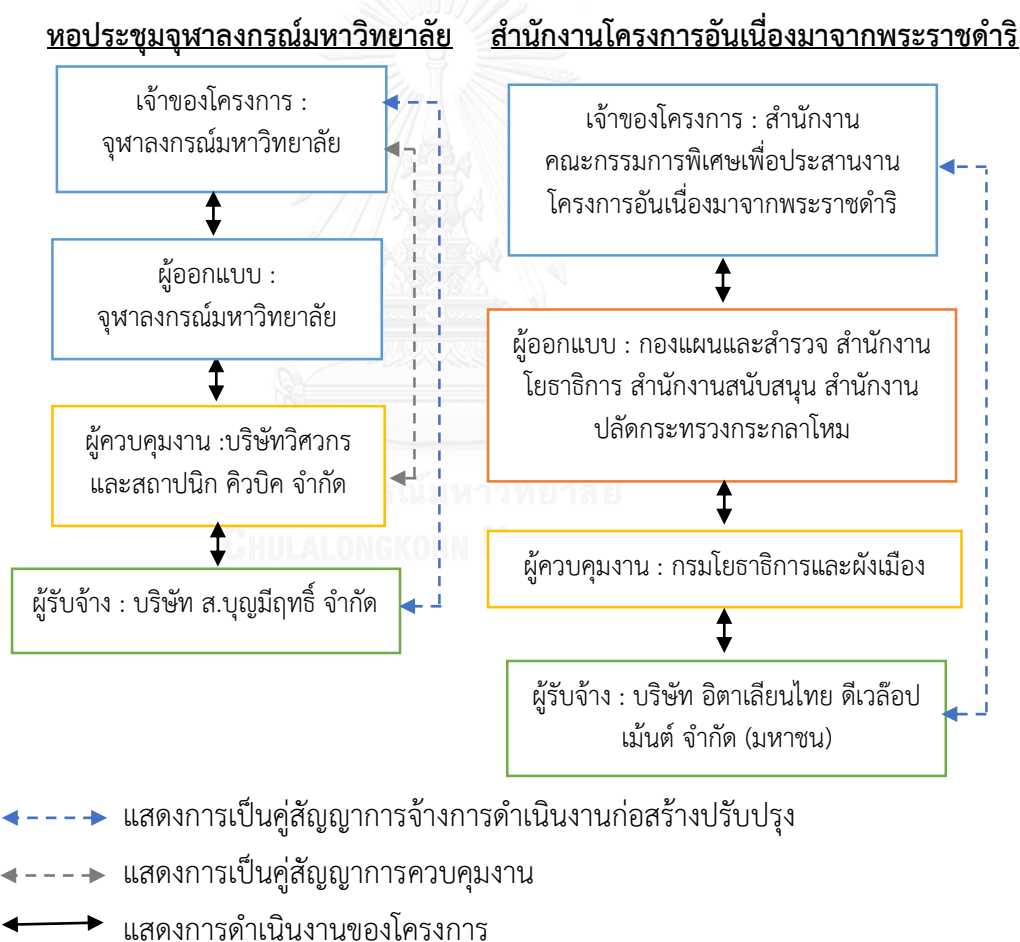 หอประชุมจุฬาลงกรณ์มหาวิทยาลัย
เจ้าของโครงการ :
จุฬาลงกรณ์มหาวิทยาลัย
ผู้ออกแบบ :
จุฬาลงกรณ์มหาวิทยาลัย
ผู้ควบคุมงาน :บริษัทวิศวกร
และสถาปนิก คิวบิค จำกัด
ผู้รับจ้าง : บริษัท ส.บุญมีฤทธิ์ จำกัด
สำนักงานโครงการอันเนื่องมาจากพระราชดำริ
เจ้าของโครงการ : สำนักงาน
คณะกรรมการพิเศษเพื่อประสานงาน
โครงการอันเนื่องมาจากพระราชดำริ
ผู้ออกแบบ : กองแผนและสำรวจ สำนักงาน
โยธาธิการ สำนักงานสนับสนุน สำนักงาน
ปลัดกระทรวงกระกลาโหม
ผู้ควบคุมงาน : กรมโยธาธิการและผังเมือง
ผู้รับจ้าง : บริษัท อิตาเลียนไทย ดีเวล๊อป
เม้นต์ จำกัด (มหาชน)
แสดงการเป็นคู่สัญญาการจ้างการดำเนินงานก่อสร้างปรับปรุง
แสดงการเป็นคู่สัญญาการควบคุมงาน
แสดงการดำเนินงานของโครงการ